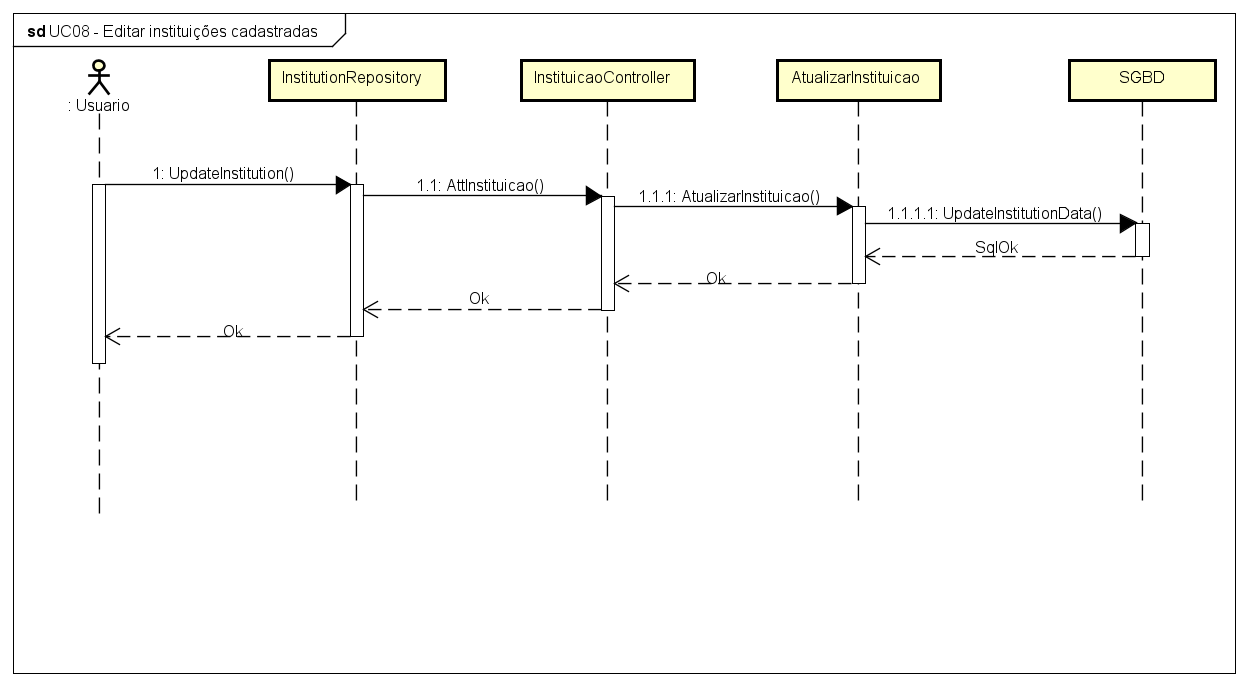 sd UC08 - Editar instituições cadastradas
: Usuario
InstitutionRepository
InstituicaoController
AtualizarInstituicao
SGBD
1: UpdateInstitution()
1.1: AttInstituicao()
1.1.1: AtualizarInstituicao()
1.1.1.1: UpdateInstitutionData()
SqlOk
Ok
Ok
Ok